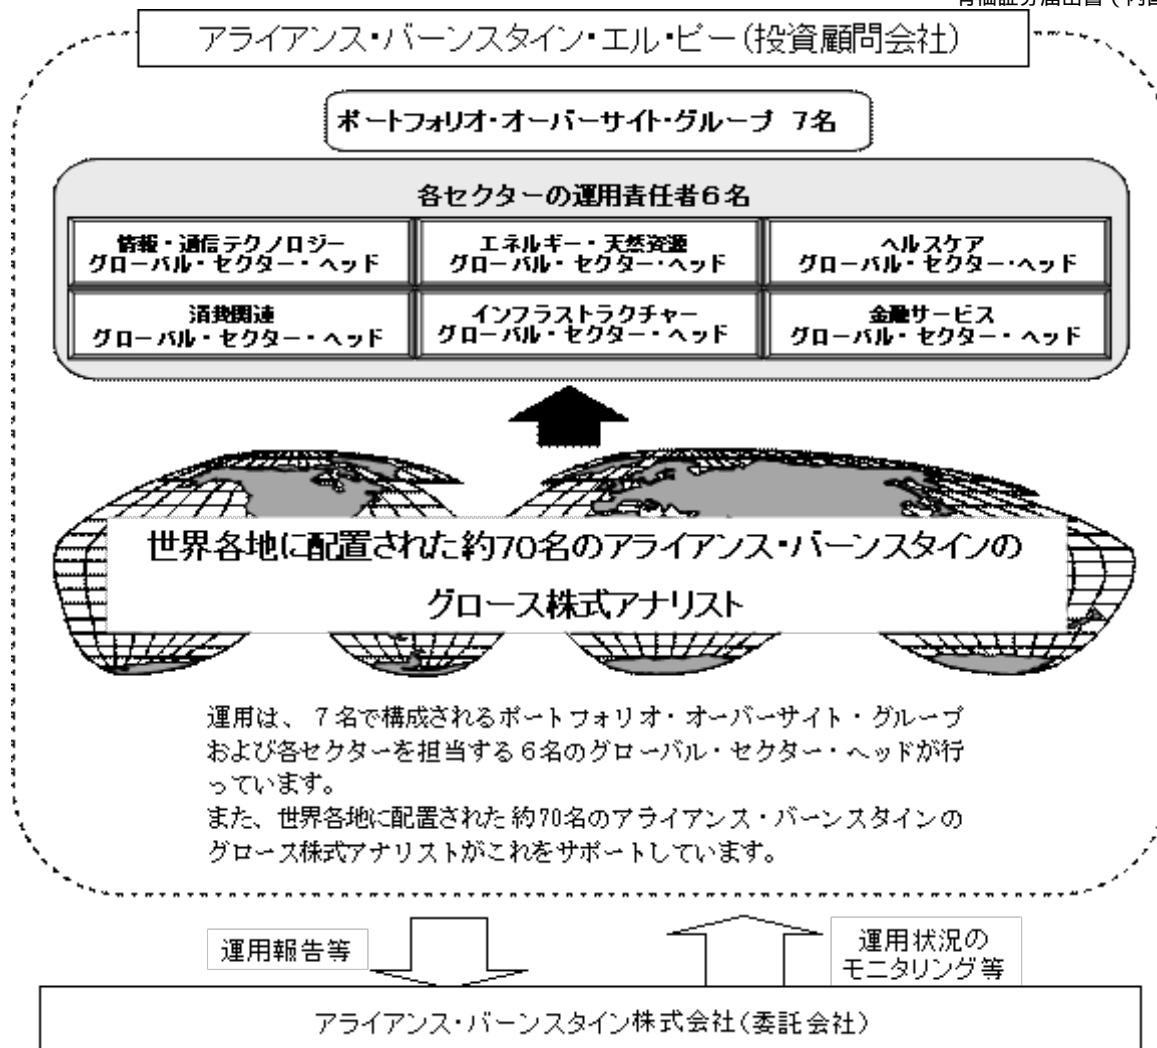 アライアンス・バーンスタイン・エル・ピー(投資顧問会社)
ポートフォリオ・オーバーサイト・グループ 7名
各セクターの運用責任者6名
情報・通信テクノロジー
グローバル・セクター・ヘッド
エネルギー・天然資源
グローバル・セクター・ヘッド
ヘルスケア
グローバル・セクター・ヘッド
消費関連
グローバル・セクター・ヘッド
インフラストラクチャー
グローバル・セクター・ヘッド
金融サービス
グローバル・セクター・ヘッド
世界各地に配置された約70名のアライアンス・バーンスタインの
グロース株式アナリスト
運用は、7名で構成されるポートフォリオ・オーバーサイト・グループ
および各セクターを担当する6名のグローバル・セクター・ヘッドが行
っています。
また、世界各地に配置された約70名のアライアンス・バーンスタインの
グロース株式アナリストがこれをサポートしています。
運用報告等
運用状況の
モニタリング等
アライアンス・バーンスタイン株式会社(委託会社)